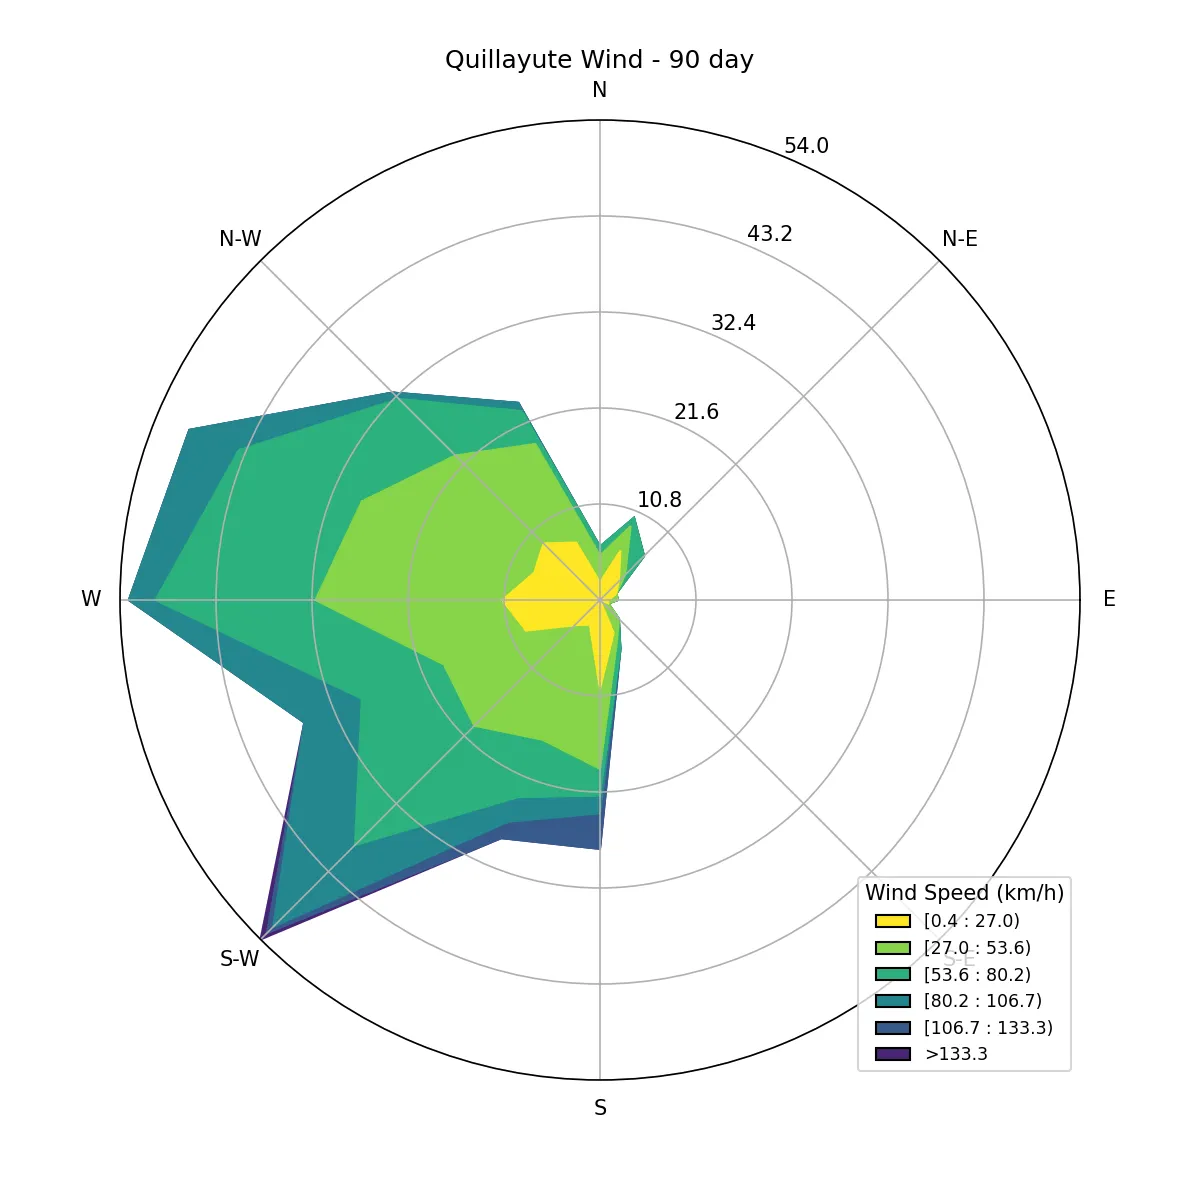 Quillayute Wind - 90 day
N
54.0
N-W
43.2
N-E
32.4
21.6
10.8
W
E
S-W
S-E
S
Wind Speed (km/h)
[0.4 : 27.0)
[27.0 : 53.6)
[53.6 : 80.2)
[80.2 : 106.7)
[106.7 : 133.3)
>133.3